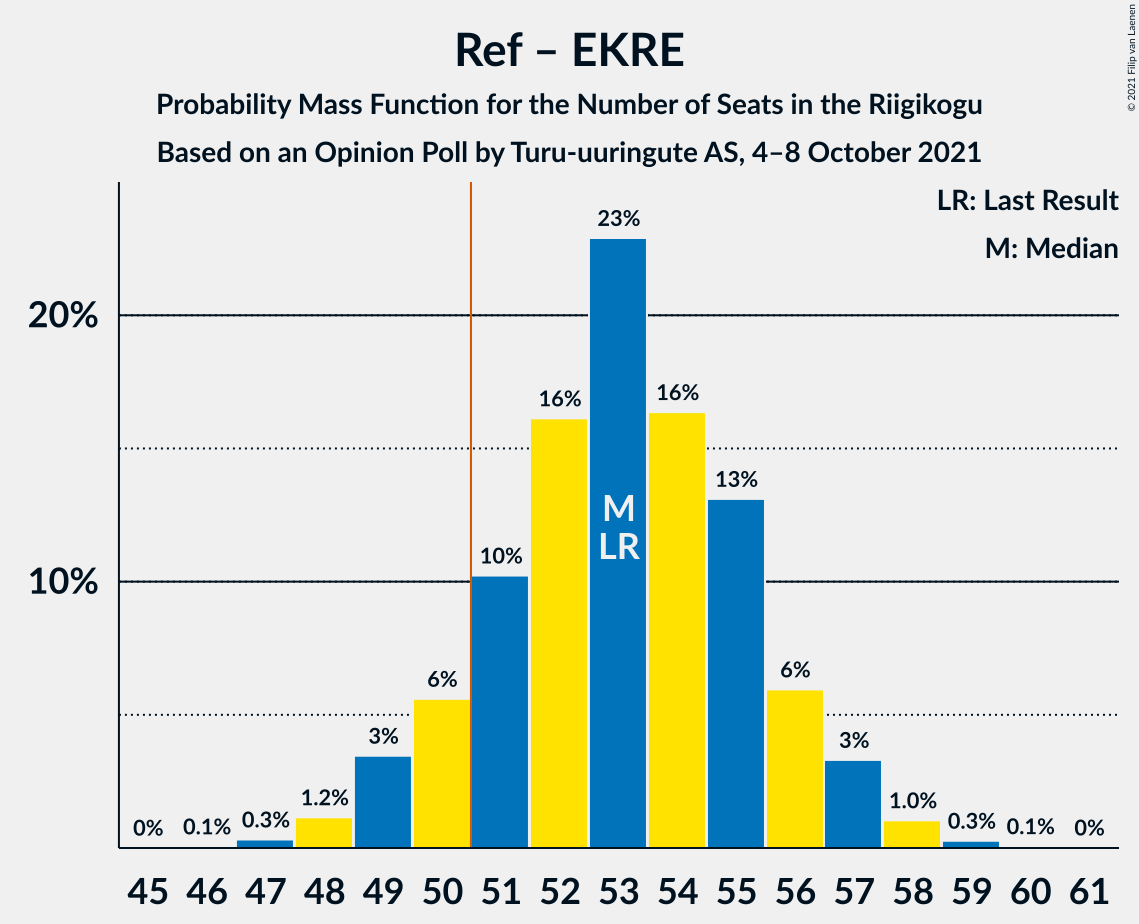 Ref – EKRE
Probability Mass Function for the Number of Seats in the Riigikogu
Based on an Opinion Poll by Turu-uuringute AS, 4–8 October 2021
© 2021 Filip van Laenen
LR: Last Result
M: Median
20%
10%
0% 0.1% 0.3% 1.2% 3% 6% 10% 16% 23% 16% 13% 6% 3% 1.0% 0.3% 0.1% 0%
M
LR
45 46 47 48 49 50 51 52 53 54 55 56 57 58 59 60 61